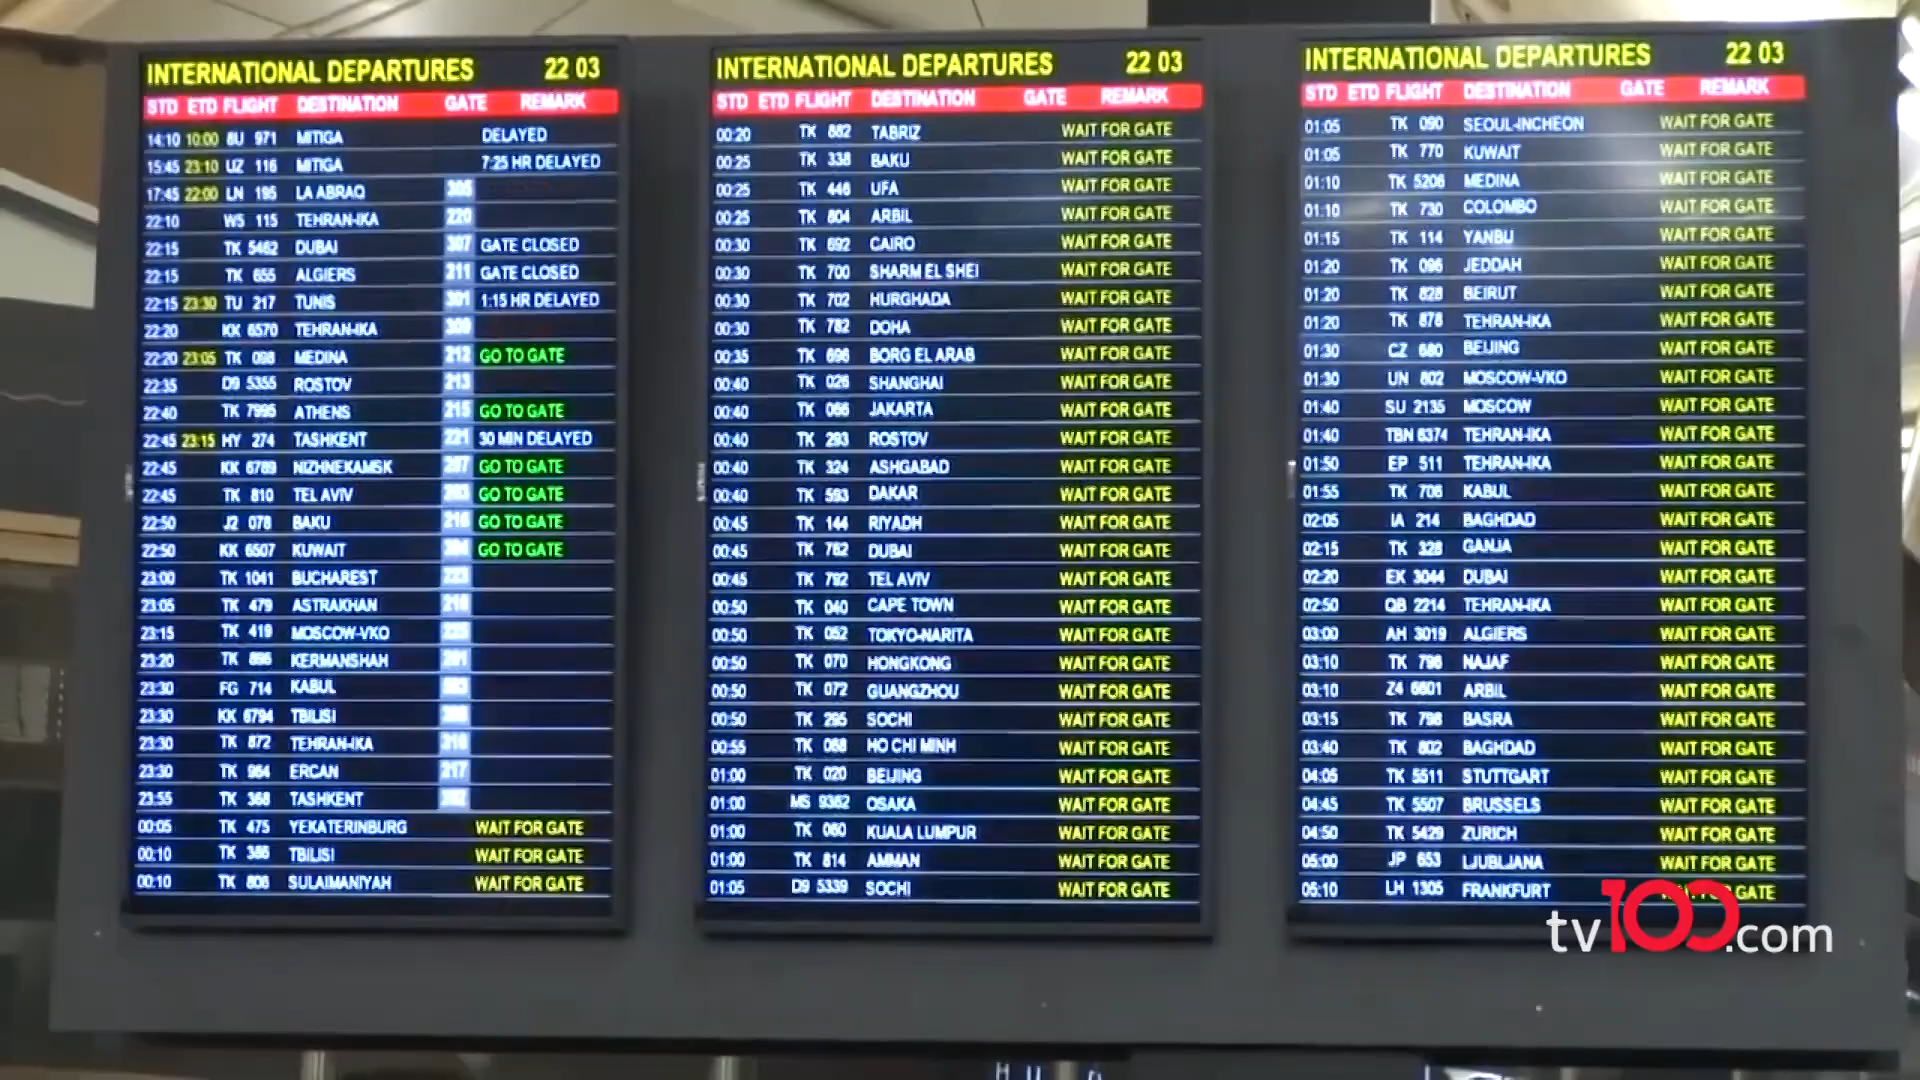 INTERNATIONAL DEPARTURES 22 03
STD ETD FLIGHT DESTINATION GATE REMARK
14:10 10:00 8U 971 MITIGA DELAYED
15:45 23:10 UZ 116 MITIGA 7:25 HR DELAYED
17:45 22:00 LN 195 LA ABRAQ 305
22:10 W5 115 TEHRAN-IKA 220
22:15 TK 5462 DUBAI 307 GATE CLOSED
22:15 TK 655 ALGIERS 211 GATE CLOSED
22:15 23:30 TU 217 TUNIS 301 1:15 HR DELAYED
22:20 KK 6570 TEHRAN-IKA 309
22:20 23:05 TK 098 MEDINA 212 GO TO GATE
22:35 D9 5355 ROSTOV 213
22:40 TK 7995 ATHENS 215 GO TO GATE
22:45 23:15 HY 274 TASHKENT 221 30 MIN DELAYED
22:45 KK 6789 NIZHNEKAMSK GO TO GATE
22:45 TK 810 TEL AVIV GO TO GATE
22:50 J2 078 BAKU GO TO GATE
22:50 KK 6507 KUWAIT GO TO GATE
23:00 TK 1041 BUCHAREST 223
23:05 TK 479 ASTRAKHAN
23:15 TK 419 MOSCOW-VKO
23:20 TK 896 KERMANSHAH
23:30 FG 714 KABUL
23:30 KK 6794 TBILISI
23:30 TK 872 TEHRAN-IKA
23:30 TK 964 ERCAN 217
23:55 TK 368 TASHKENT
00:05 TK 475 YEKATERINBURG WAIT FOR GATE
00:10 TK 386 TBILISI WAIT FOR GATE
00:10 TK 806 SULAIMANIYAH WAIT FOR GATE
INTERNATIONAL DEPARTURES 22 03
STD ETD FLIGHT DESTINATION GATE REMARK
00:20 TK 882 TABRIZ WAIT FOR GATE
00:25 TK 338 BAKU WAIT FOR GATE
00:25 TK 446 UFA WAIT FOR GATE
00:25 TK 804 ARBIL WAIT FOR GATE
00:30 TK 692 CAIRO WAIT FOR GATE
00:30 TK 700 SHARM EL SHEI WAIT FOR GATE
00:30 TK 702 HURGHADA WAIT FOR GATE
00:30 TK 782 DOHA WAIT FOR GATE
00:35 TK 696 BORG EL ARAB WAIT FOR GATE
00:40 TK 026 SHANGHAI WAIT FOR GATE
00:40 TK 066 JAKARTA WAIT FOR GATE
00:40 TK 293 ROSTOV WAIT FOR GATE
00:40 TK 324 ASHGABAD WAIT FOR GATE
00:40 TK 593 DAKAR WAIT FOR GATE
00:45 TK 144 RIYADH WAIT FOR GATE
00:45 TK 762 DUBAI WAIT FOR GATE
00:45 TK 792 TEL AVIV WAIT FOR GATE
00:50 TK 040 CAPE TOWN WAIT FOR GATE
00:50 TK 052 TOKYO-NARITA WAIT FOR GATE
00:50 TK 070 HONGKONG WAIT FOR GATE
00:50 TK 072 GUANGZHOU WAIT FOR GATE
00:50 TK 295 SOCHI WAIT FOR GATE
00:55 TK 068 HO CHI MINH WAIT FOR GATE
01:00 TK 020 BEIJING WAIT FOR GATE
01:00 MS 9362 OSAKA WAIT FOR GATE
01:00 TK 060 KUALA LUMPUR WAIT FOR GATE
01:00 TK 814 AMMAN WAIT FOR GATE
01:05 D9 5339 SOCHI WAIT FOR GATE
INTERNATIONAL DEPARTURES 22 03
STD ETD FLIGHT DESTINATION GATE REMARK
01:05 TK 090 SEOUL-INCHEON WAIT FOR GATE
01:05 TK 770 KUWAIT WAIT FOR GATE
01:10 TK 5206 MEDINA WAIT FOR GATE
01:10 TK 730 COLOMBO WAIT FOR GATE
01:15 TK 114 YANBU WAIT FOR GATE
01:20 TK 096 JEDDAH WAIT FOR GATE
01:20 TK 828 BEIRUT WAIT FOR GATE
01:20 TK 878 TEHRAN-IKA WAIT FOR GATE
01:30 CZ 680 BEIJING WAIT FOR GATE
01:30 UN 802 MOSCOW-VKO WAIT FOR GATE
01:40 SU 2135 MOSCOW WAIT FOR GATE
01:40 TBN 6374 TEHRAN-IKA WAIT FOR GATE
01:50 EP 511 TEHRAN-IKA WAIT FOR GATE
01:55 TK 706 KABUL WAIT FOR GATE
02:05 IA 214 BAGHDAD WAIT FOR GATE
02:15 TK 328 GANJA WAIT FOR GATE
02:20 EK 3044 DUBAI WAIT FOR GATE
02:50 QB 2214 TEHRAN-IKA WAIT FOR GATE
03:00 AH 3019 ALGIERS WAIT FOR GATE
03:10 TK 796 NAJAF WAIT FOR GATE
03:10 Z4 6601 ARBIL WAIT FOR GATE
03:15 TK 798 BASRA WAIT FOR GATE
03:40 TK 802 BAGHDAD WAIT FOR GATE
04:05 TK 5511 STUTTGART WAIT FOR GATE
04:45 TK 5507 BRUSSELS WAIT FOR GATE
04:50 TK 5429 ZURICH WAIT FOR GATE
05:00 JP 653 LJUBLJANA WAIT FOR GATE
05:10 LH 1305 FRANKFURT WAIT FOR GATE
tv100.com